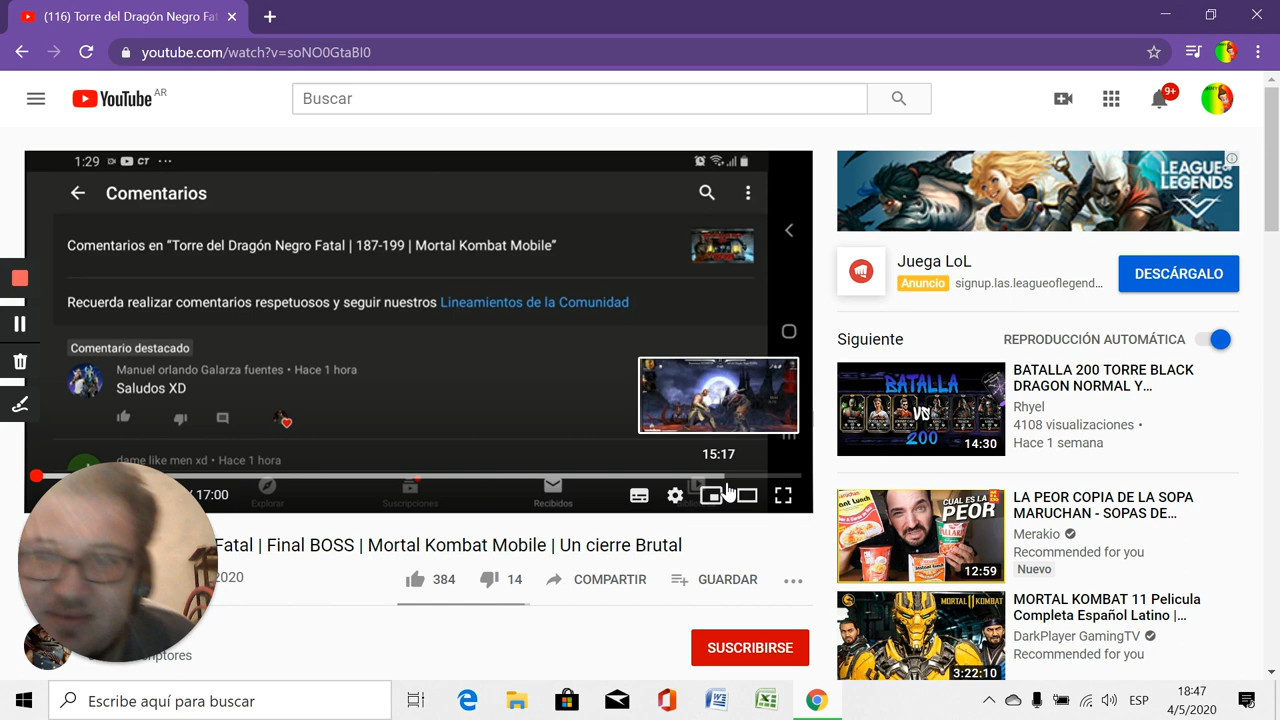 (116) Torre del Dragón Negro Fat
youtube.com/watch?v=soNO0GtaBI0
YouTube AR
Buscar
9+
1:29 CT
Comentarios
Comentarios en "Torre del Dragón Negro Fatal | 187-199 | Mortal Kombat Mobile"
Recuerda realizar comentarios respetuosos y seguir nuestros Lineamientos de la Comunidad
Comentario destacado
Manuel orlando Galarza fuentes • Hace 1 hora
Saludos XD
dame like men xd • Hace 1 hora
15:17
/ 17:00
Explorar
Suscripciones
Recibidos
Fatal | Final BOSS | Mortal Kombat Mobile | Un cierre Brutal
2020
384
14
COMPARTIR
GUARDAR
SUSCRIBIRSE
LEAGUE OF
LEGENDS
Juega LoL
Anuncio signup.las.leagueoflegend...
DESCÁRGALO
Siguiente
REPRODUCCIÓN AUTOMÁTICA
BATALLA
VS
200
14:30
BATALLA 200 TORRE BLACK
DRAGON NORMAL Y...
Rhyel
4108 visualizaciones •
Hace 1 semana
CUAL ES LA
PEOR
12:59
LA PEOR COPIA DE LA SOPA
MARUCHAN - SOPAS DE...
Merakio
Recommended for you
Nuevo
MORTAL KOMBAT 11
3:22:10
MORTAL KOMBAT 11 Pelicula
Completa Español Latino |...
DarkPlayer GamingTV
Recommended for you
Escribe aquí para buscar
ESP
18:47
4/5/2020